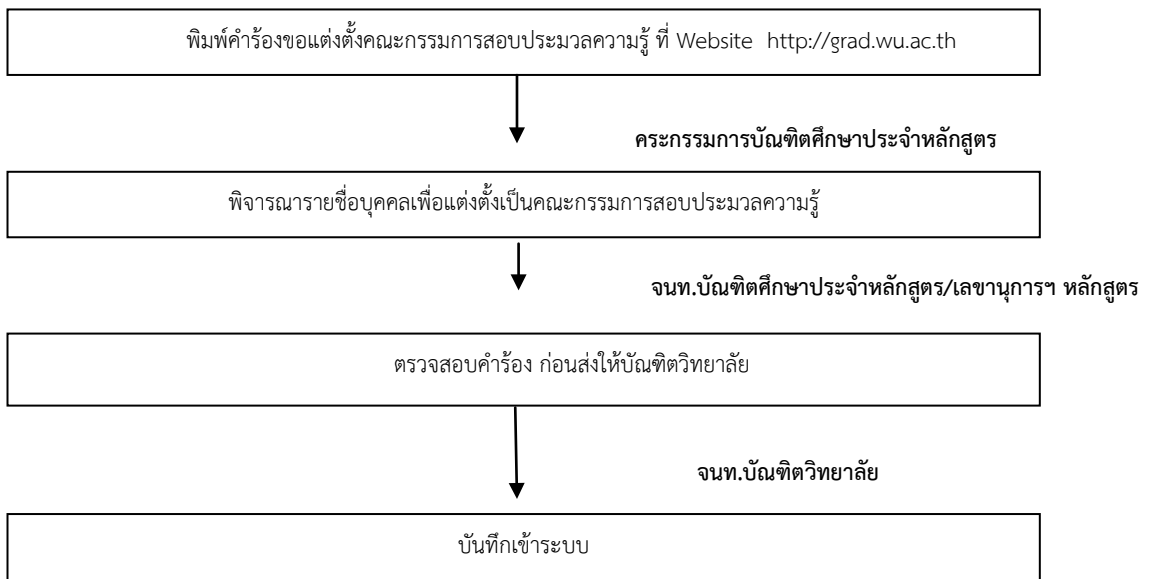 พิมพ์คำร้องขอแต่งตั้งคณะกรรมการสอบประมวลความรู้ ที่ Website http://grad.wu.ac.th
คระกรรมการบัณฑิตศึกษาประจำหลักสูตร
พิจารณารายชื่อบุคคลเพื่อแต่งตั้งเป็นคณะกรรมการสอบประมวลความรู้
จนท.บัณฑิตศึกษาประจำหลักสูตร/เลขานุการฯ หลักสูตร
ตรวจสอบคำร้อง ก่อนส่งให้บัณฑิตวิทยาลัย
จนท.บัณฑิตวิทยาลัย
บันทึกเข้าระบบ